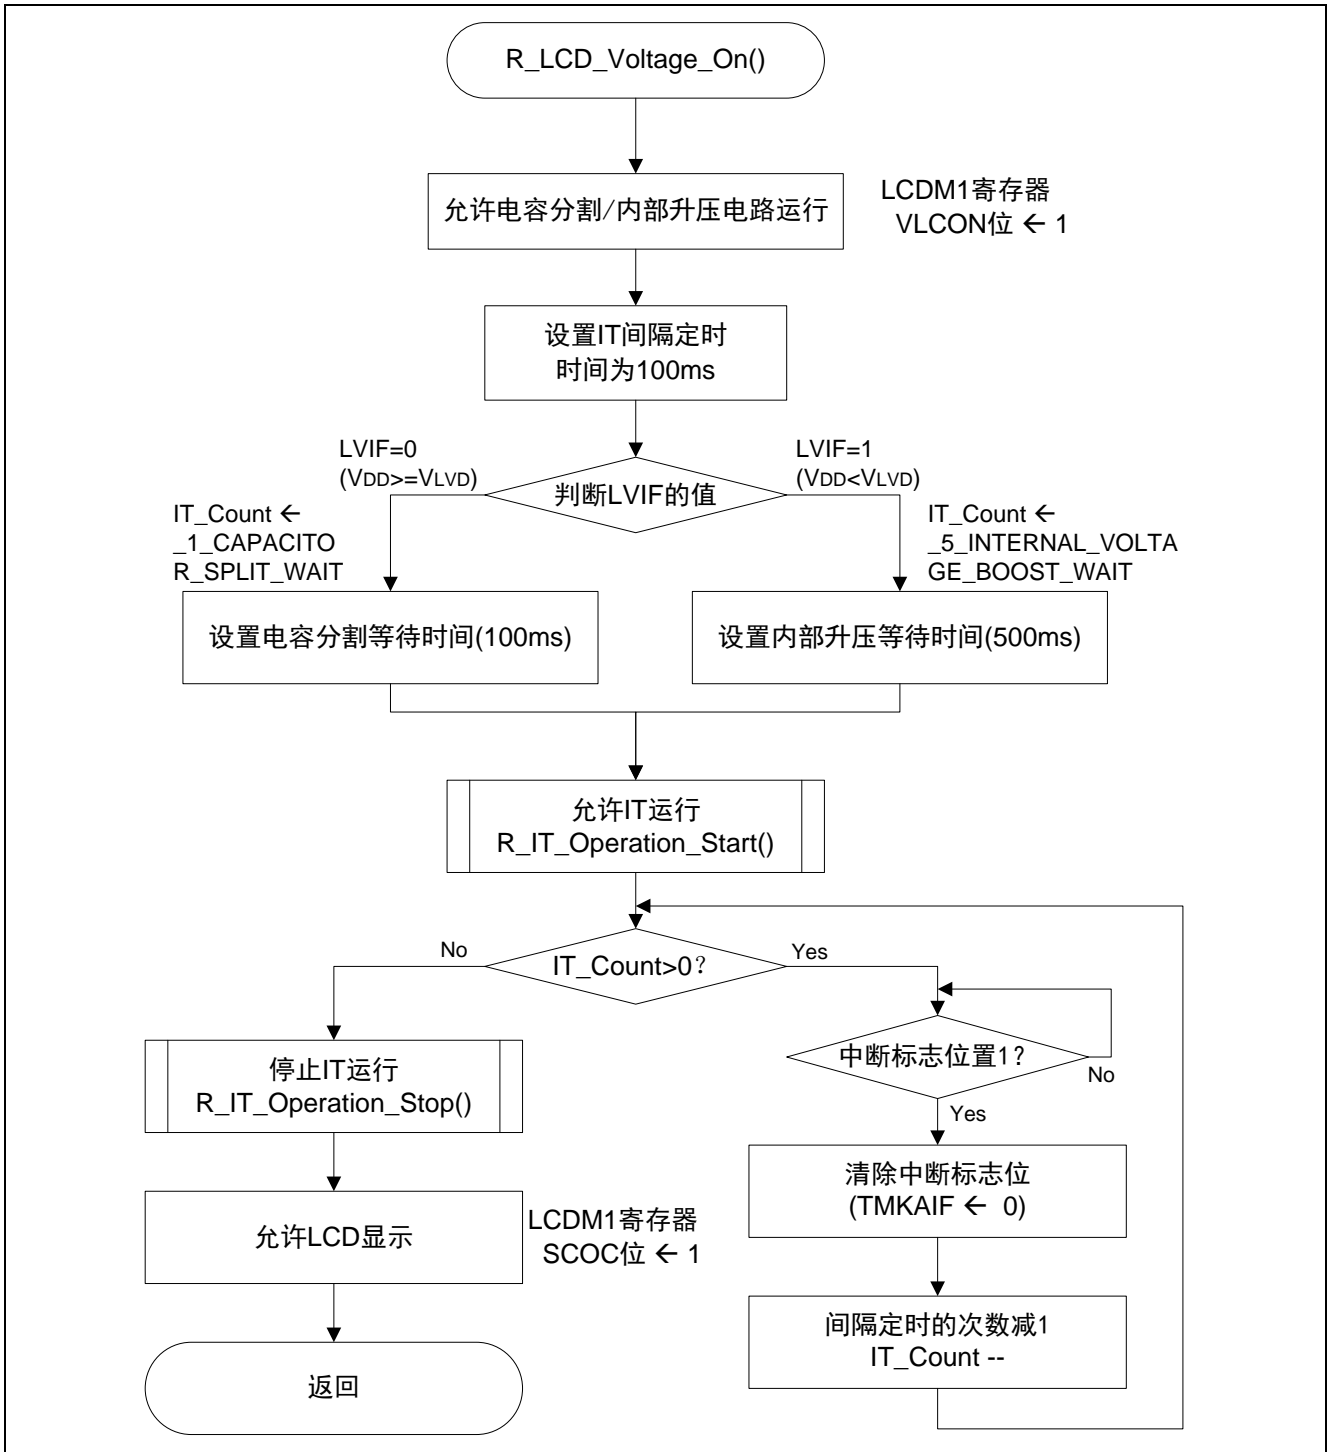 R_LCD_Voltage_On()
允许电容分割/内部升压电路运行
LCDM1寄存器
VLCON位 ← 1
设置IT间隔定时
时间为100ms
LVIF=0
(VDD>=VLVD)
LVIF=1
(VDD<VLVD)
判断LVIF的值
IT_Count ←
_1_CAPACITO
R_SPLIT_WAIT
IT_Count ←
_5_INTERNAL_VOLTA
GE_BOOST_WAIT
设置电容分割等待时间(100ms)
设置内部升压等待时间(500ms)
允许IT运行
R_IT_Operation_Start()
No
IT_Count>0?
Yes
停止IT运行
R_IT_Operation_Stop()
中断标志位置1?
No
Yes
清除中断标志位
(TMKAIF ← 0)
允许LCD显示
LCDM1寄存器
SCOC位 ← 1
间隔定时的次数减1
IT_Count --
返回